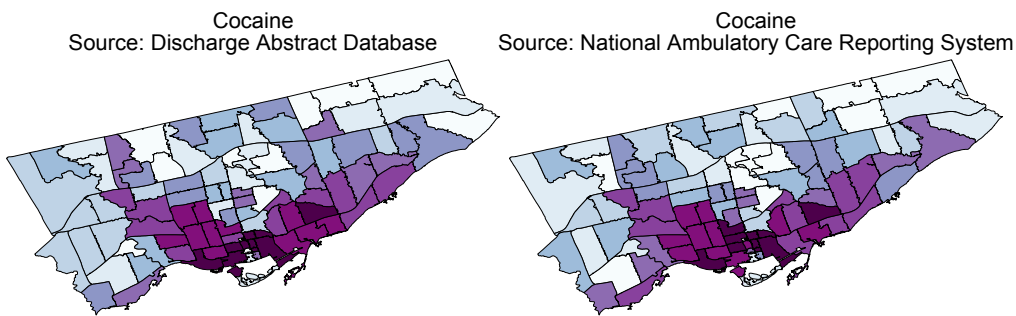 Cocaine
Source: Discharge Abstract Database
Cocaine
Source: National Ambulatory Care Reporting System